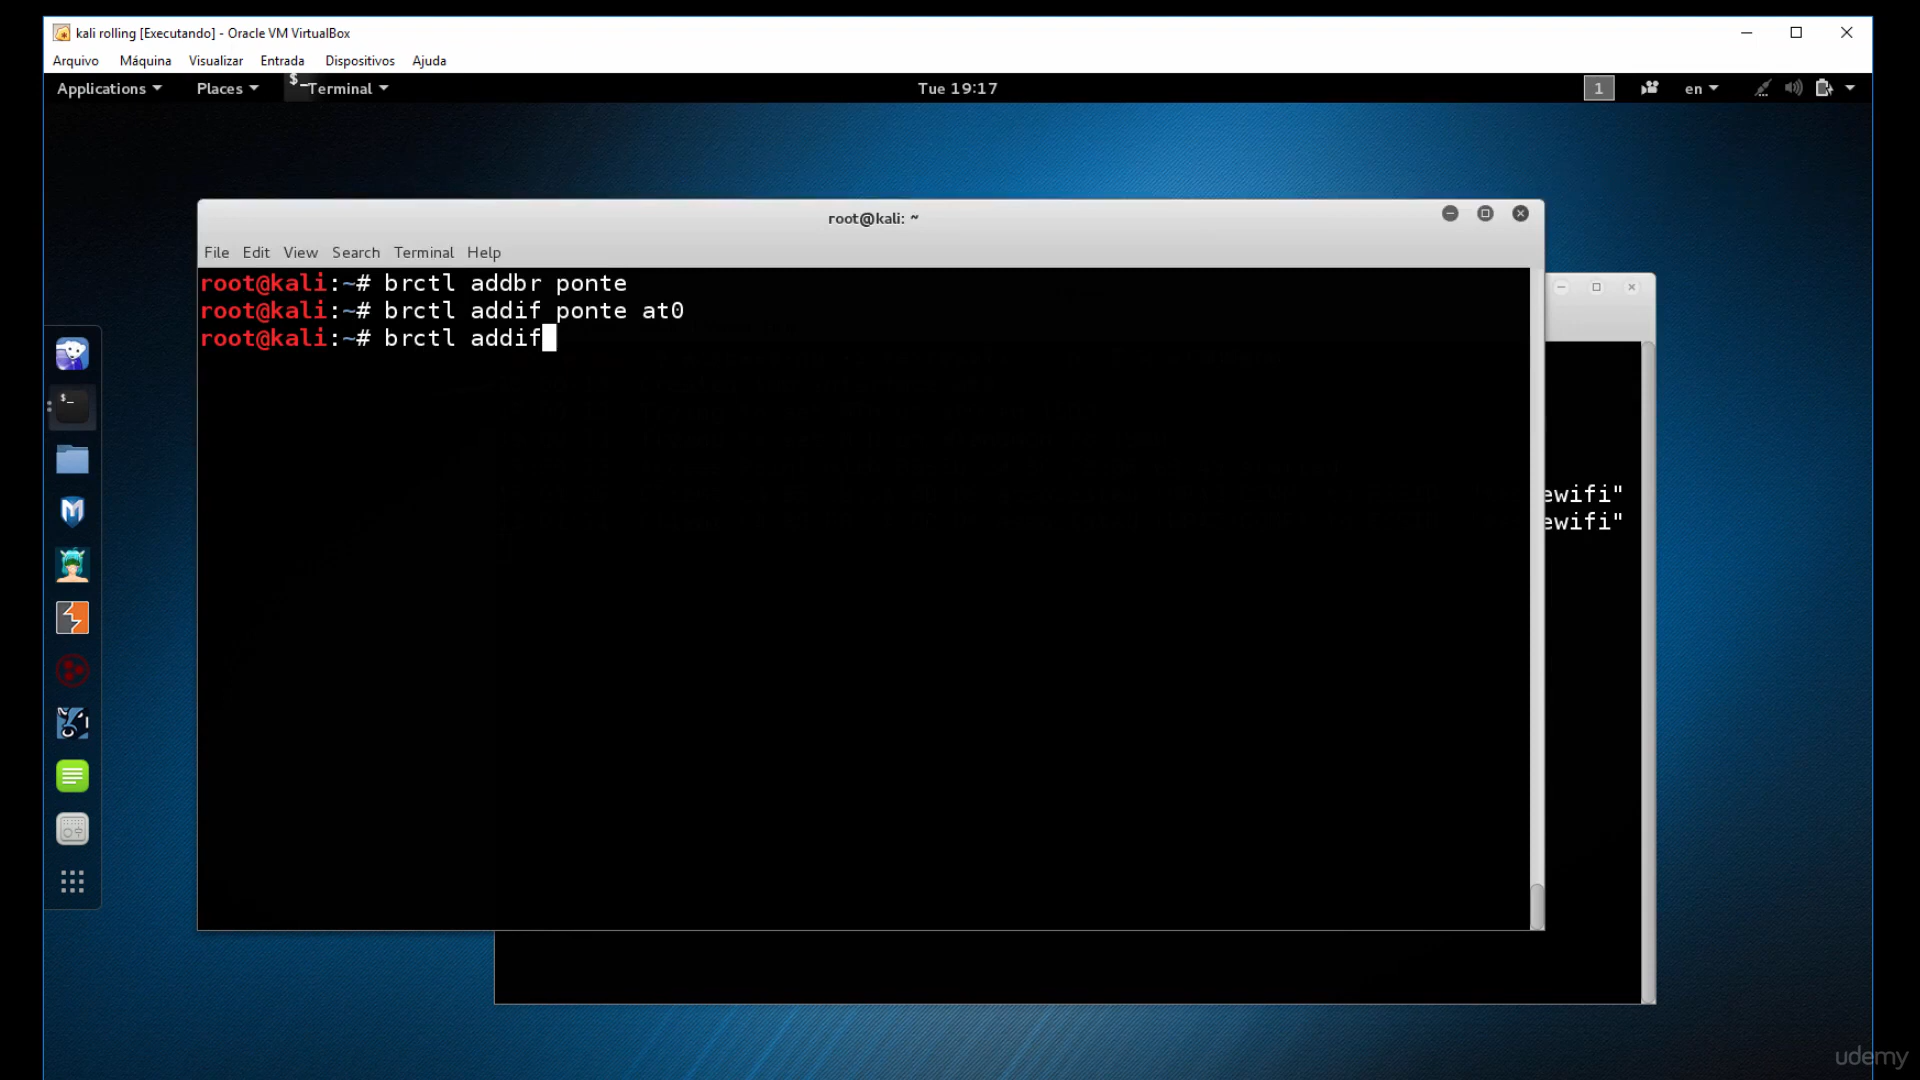 kali rolling [Executando] - Oracle VM VirtualBox
Arquivo Máquina Visualizar Entrada Dispositivos Ajuda
Applications Places Terminal Tue 19:17 1 en
root@kali: ~
File Edit View Search Terminal Help
root@kali:~# brctl addbr ponte
root@kali:~# brctl addif ponte at0
root@kali:~# brctl addif
ewifi"
ewifi"
udemy